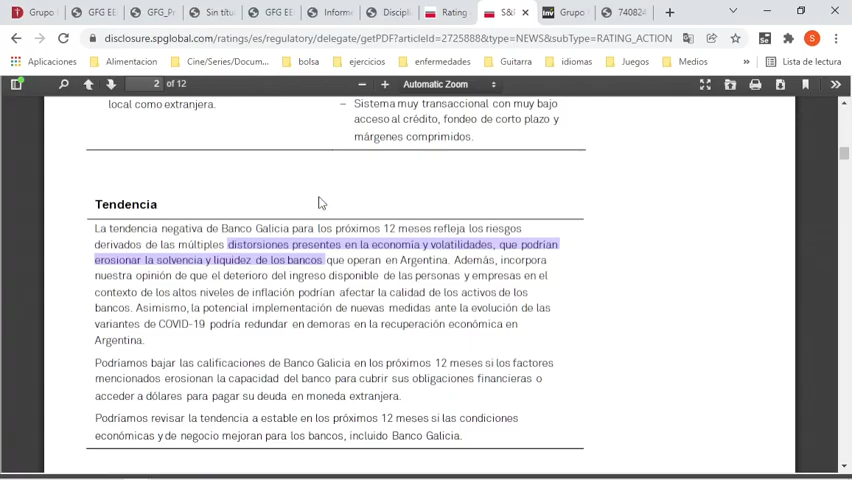 Grupo
GFG EE
GFG_Pr
Sin títu
GFG EE
Informe
Discipli
Rating
S&P
Grupo
740824
disclosure.spglobal.com/ratings/es/regulatory/delegate/getPDF?articleId=2725888&type=NEWS&subType=RATING_ACTION
S
Aplicaciones
Alimentacion
Cine/Series/Docum...
bolsa
ejercicios
enfermedades
Guitarra
idiomas
Juegos
Medios
Lista de lectura
2 of 12
Automatic Zoom
local como extranjera.
– Sistema muy transaccional con muy bajo
acceso al crédito, fondeo de corto plazo y
márgenes comprimidos.
Tendencia
La tendencia negativa de Banco Galicia para los próximos 12 meses refleja los riesgos
derivados de las múltiples distorsiones presentes en la economía y volatilidades, que podrían
erosionar la solvencia y liquidez de los bancos que operan en Argentina. Además, incorpora
nuestra opinión de que el deterioro del ingreso disponible de las personas y empresas en el
contexto de los altos niveles de inflación podrían afectar la calidad de los activos de los
bancos. Asimismo, la potencial implementación de nuevas medidas ante la evolución de las
variantes de COVID-19 podría redundar en demoras en la recuperación económica en
Argentina.
Podríamos bajar las calificaciones de Banco Galicia en los próximos 12 meses si los factores
mencionados erosionan la capacidad del banco para cubrir sus obligaciones financieras o
acceder a dólares para pagar su deuda en moneda extranjera.
Podríamos revisar la tendencia a estable en los próximos 12 meses si las condiciones
económicas y de negocio mejoran para los bancos, incluido Banco Galicia.